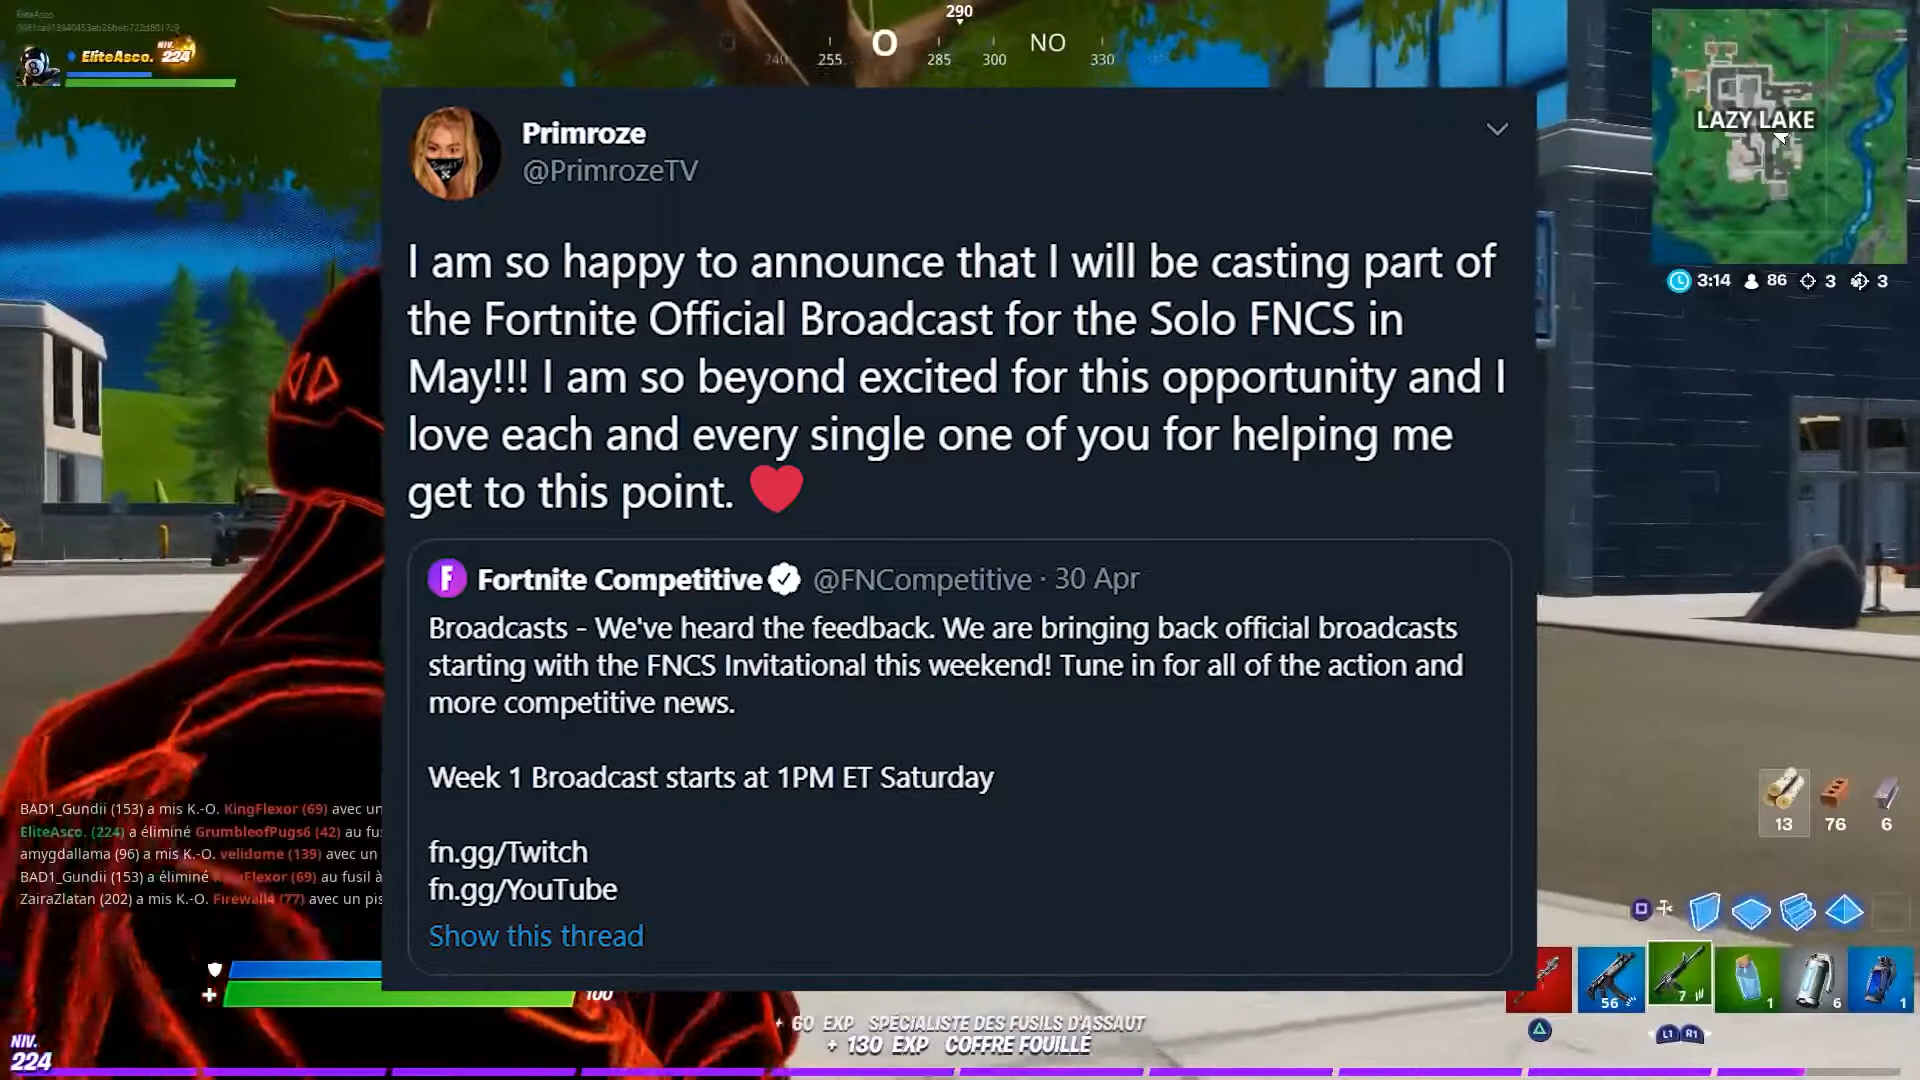 EliteAsco.
EliteAsco.
NIV.
224
290
240
255
O
285
300
NO
330
LAZY LAKE
3:14
86
3
3
Primroze
@PrimrozeTV
I am so happy to announce that I will be casting part of
the Fortnite Official Broadcast for the Solo FNCS in
May!!! I am so beyond excited for this opportunity and I
love each and every single one of you for helping me
get to this point. ❤️
Fortnite Competitive @FNCompetitive · 30 Apr
Broadcasts - We've heard the feedback. We are bringing back official broadcasts
starting with the FNCS Invitational this weekend! Tune in for all of the action and
more competitive news.
Week 1 Broadcast starts at 1PM ET Saturday
fn.gg/Twitch
fn.gg/YouTube
Show this thread
BAD1_Gundii (153) a mis K.-O. KingFlexor (69) avec un
EliteAsco. (224) a éliminé GrumbleofPugs6 (42) au fu
amygdallama (96) a mis K.-O. velidome (139) avec un
BAD1_Gundii (153) a éliminé KingFlexor (69) au fusil à
ZairaZlatan (202) a mis K.-O. Firewall4 (77) avec un pis
13
76
6
56
7
1
6
1
L1 R1
100
+ 60 EXP SPÉCIALISTE DES FUSILS D'ASSAUT
+ 130 EXP COFFRE FOUILLÉ
NIV.
224